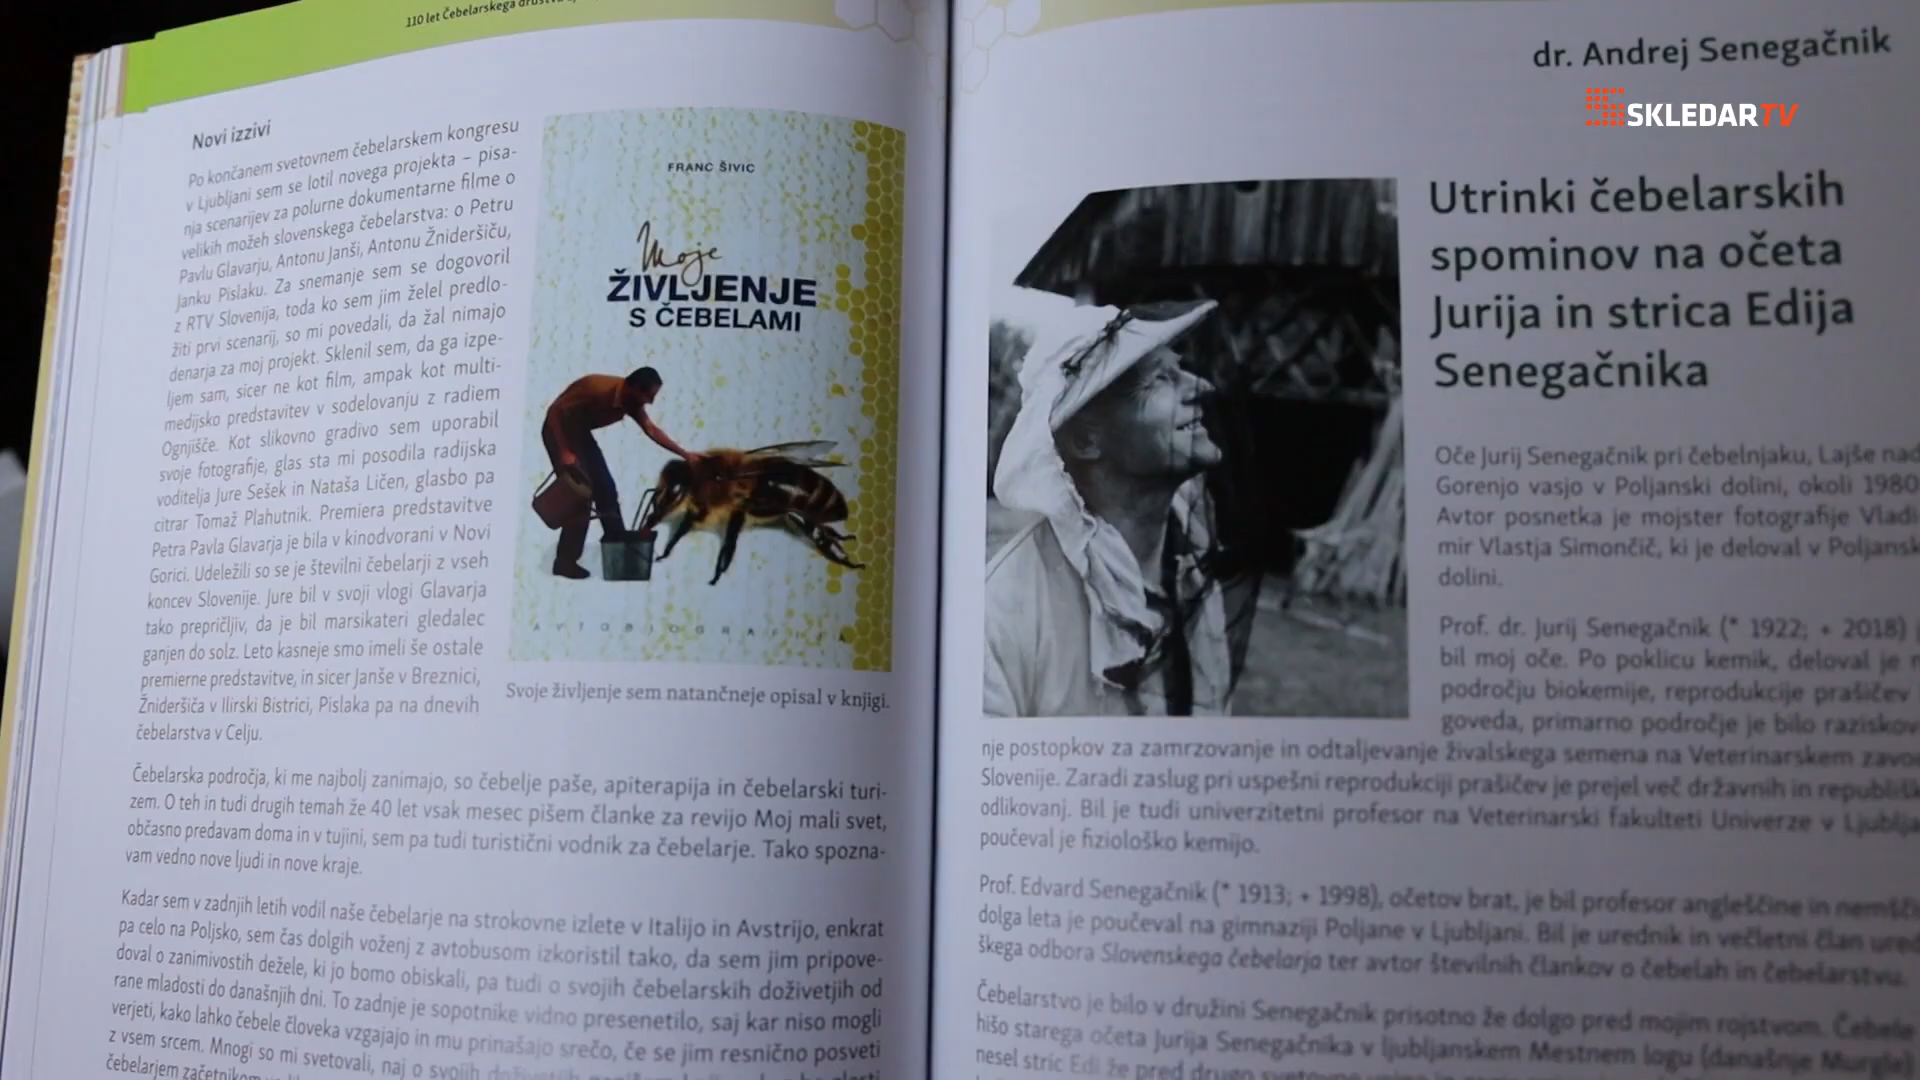 110 let Čebelarskega društva
Novi izzivi
Po končanem svetovnem čebelarskem kongresu
v Ljubljani sem se lotil novega projekta – pisa-
nja scenarijev za polurne dokumentarne filme o
velikih možeh slovenskega čebelarstva: o Petru
Pavlu Glavarju, Antonu Janši, Antonu Žnideršiču,
Janku Pislaku. Za snemanje sem se dogovoril
z RTV Slovenija, toda ko sem jim želel predlo-
žiti prvi scenarij, so mi povedali, da žal nimajo
denarja za moj projekt. Sklenil sem, da ga izpe-
ljem sam, sicer ne kot film, ampak kot multi-
medijsko predstavitev v sodelovanju z radiem
Ognjišče. Kot slikovno gradivo sem uporabil
svoje fotografije, glas sta mi posodila radijska
voditelja Jure Sešek in Nataša Ličen, glasbo pa
citrar Tomaž Plahutnik. Premiera predstavitve
Petra Pavla Glavarja je bila v kinodvorani v Novi
Gorici. Udeležili so se je številni čebelarji z vseh
koncev Slovenije. Jure bil v svoji vlogi Glavarja
tako prepričljiv, da je bil marsikateri gledalec
ganjen do solz. Leto kasneje smo imeli še ostale
premierne predstavitve, in sicer Janše v Breznici,
Žnideršiča v Ilirski Bistrici, Pislaka pa na dnevih
čebelarstva v Celju.
FRANC ŠIVIC
Moje
ŽIVLJENJE
S ČEBELAMI
AVTOBIOGRAFIJA
Svoje življenje sem natančneje opisal v knjigi.
Čebelarska področja, ki me najbolj zanimajo, so čebelje paše, apiterapija in čebelarski turi-
zem. O teh in tudi drugih temah že 40 let vsak mesec pišem članke za revijo Moj mali svet,
občasno predavam doma in v tujini, sem pa tudi turistični vodnik za čebelarje. Tako spozna-
vam vedno nove ljudi in nove kraje.
Kadar sem v zadnjih letih vodil naše čebelarje na strokovne izlete v Italijo in Avstrijo, enkrat
pa celo na Poljsko, sem čas dolgih voženj z avtobusom izkoristil tako, da sem jim pripove-
doval o zanimivostih dežele, ki jo bomo obiskali, pa tudi o svojih čebelarskih doživetjih od
rane mladosti do današnjih dni. To zadnje je sopotnike vidno presenetilo, saj kar niso mogli
verjeti, kako lahko čebele človeka vzgajajo in mu prinašajo srečo, če se jim resnično posveti
z vsem srcem. Mnogi so mi svetovali, naj o svojih
čebelarjem začetnikom
dr. Andrej Senegačnik
SKLEDARTV
Utrinki čebelarskih
spominov na očeta
Jurija in strica Edija
Senegačnika
Oče Jurij Senegačnik pri čebelnjaku, Lajše nad
Gorenjo vasjo v Poljanski dolini, okoli 1980
Avtor posnetka je mojster fotografije Vladi
mir Vlastja Simončič, ki je deloval v Poljansk
dolini.
Prof. dr. Jurij Senegačnik (* 1922; + 2018) j
bil moj oče. Po poklicu kemik, deloval je n
področju biokemije, reprodukcije prašičev
goveda, primarno področje je bilo raziskov
nje postopkov za zamrzovanje in odtaljevanje živalskega semena na Veterinarskem zavo
Slovenije. Zaradi zaslug pri uspešni reprodukciji prašičev je prejel več državnih in republiš
odlikovanj. Bil je tudi univerzitetni profesor na Veterinarski fakulteti Univerze v Ljublja
poučeval je fiziološko kemijo.
Prof. Edvard Senegačnik (* 1913; + 1998), očetov brat, je bil profesor angleščine in nemšči
dolga leta je poučeval na gimnaziji Poljane v Ljubljani. Bil je urednik in večletni član ured
škega odbora Slovenskega čebelarja ter avtor številnih člankov o čebelah in čebelarstvu.
Čebelarstvo je bilo v družini Senegačnik prisotno že dolgo pred mojim rojstvom. Čebele
hišo starega očeta Jurija Senegačnika v ljubljanskem Mestnem logu (današnje Murgle)
nesel stric Edi že pred drugo svetovno